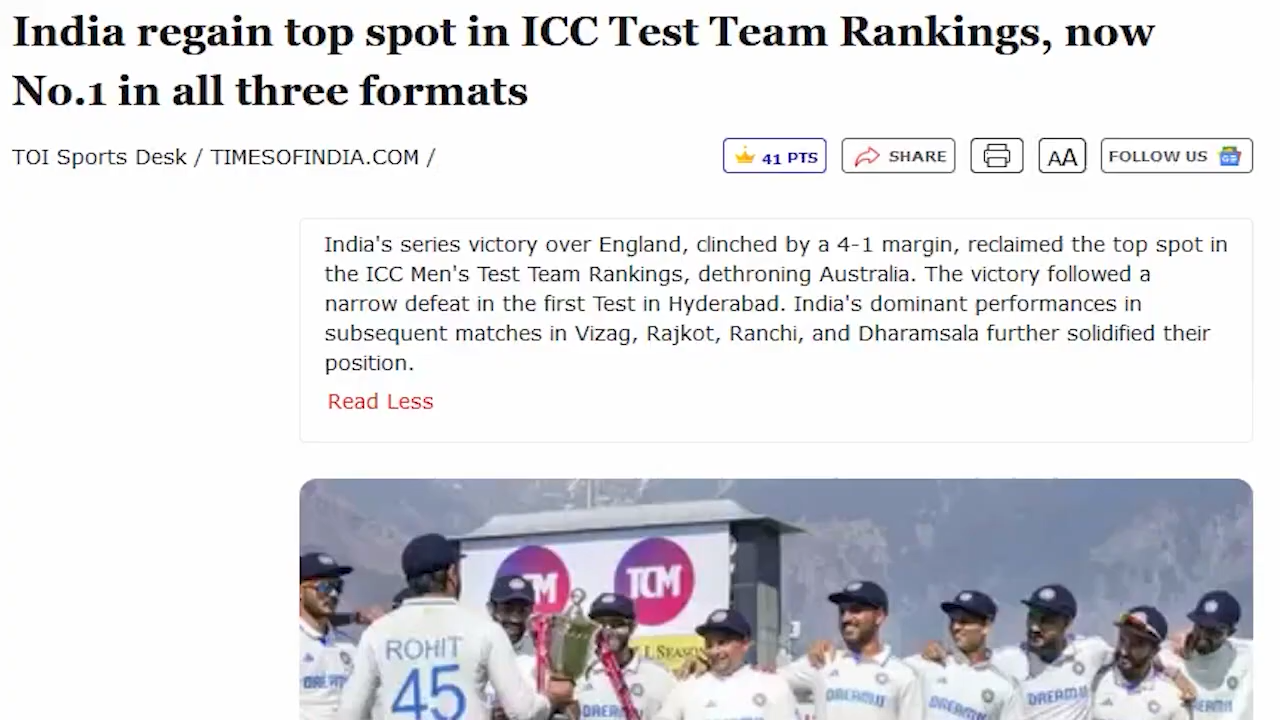 India regain top spot in ICC Test Team Rankings, now
No.1 in all three formats
TOI Sports Desk / TIMESOFINDIA.COM /
41 PTS
SHARE
AA
FOLLOW US
India's series victory over England, clinched by a 4-1 margin, reclaimed the top spot in
the ICC Men's Test Team Rankings, dethroning Australia. The victory followed a
narrow defeat in the first Test in Hyderabad. India's dominant performances in
subsequent matches in Vizag, Rajkot, Ranchi, and Dharamsala further solidified their
position.
Read Less
TCM
ROHIT
45
DREAM11
DREAM11
DREAM11